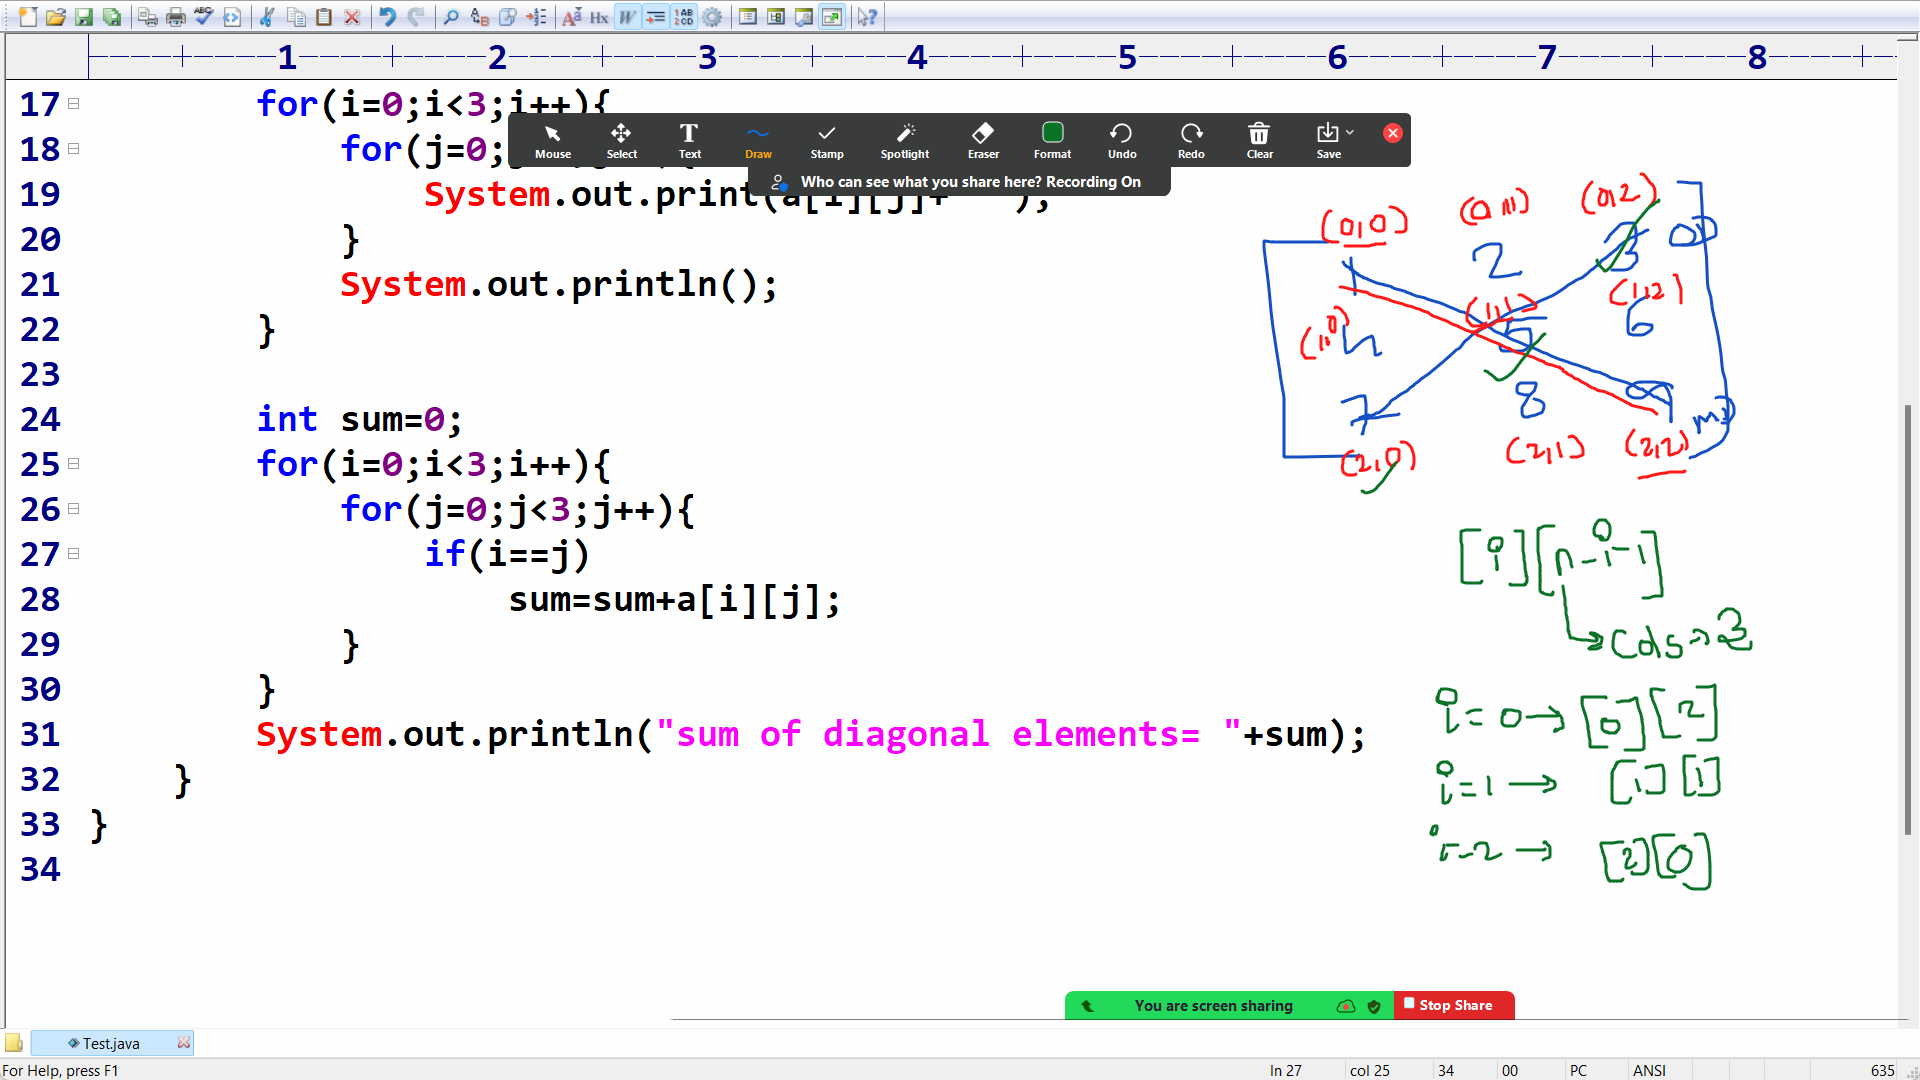 1 2 3 4 5 6 7 8
17 for(i=0;i<3;i++){
18 for(j=0;
Mouse Select Text Draw Stamp Spotlight Eraser Format Undo Redo Clear Save
Who can see what you share here? Recording On
19 System.out.print(a[i][j]+" ");
20 }
21 System.out.println();
22 }
23
24 int sum=0;
25 for(i=0;i<3;i++){
26 for(j=0;j<3;j++){
27 if(i==j)
28 sum=sum+a[i][j];
29 }
30 }
31 System.out.println("sum of diagonal elements= "+sum);
32 }
33 }
34
(0,0) (0,1) (0,2)
1 2 3 OD
(1,0) (1,1) (1,2)
4 5 6
7 8 9 MD
(2,0) (2,1) (2,2)
[i][n-i-1]
cols=>3
i=0→[0][2]
i=1→[1][1]
i=2→[2][0]
You are screen sharing Stop Share
Test.java
For Help, press F1 ln 27 col 25 34 00 PC ANSI 635